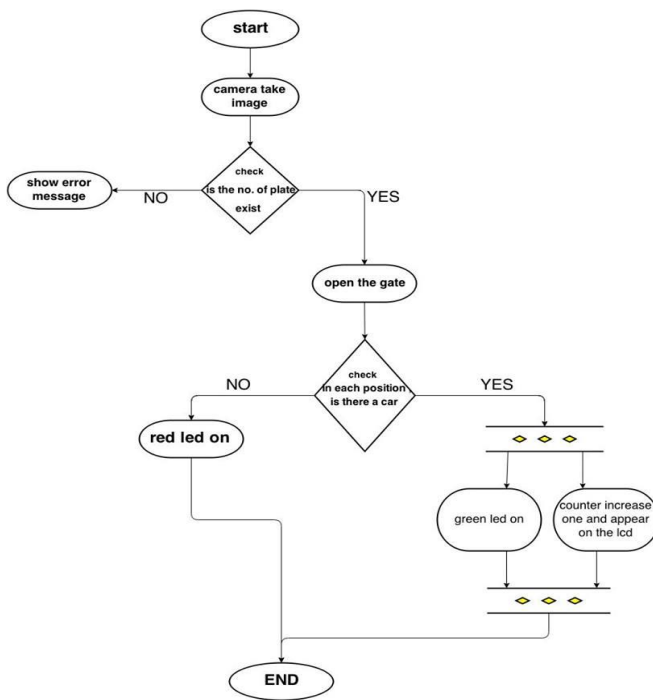 start
camera take
image
check
is the no. of plate
exist
NO
YES
show error
message
open the gate
check
in each position ,
is there a car
NO
YES
red led on
green led on
counter increase
one and appear
on the lcd
END